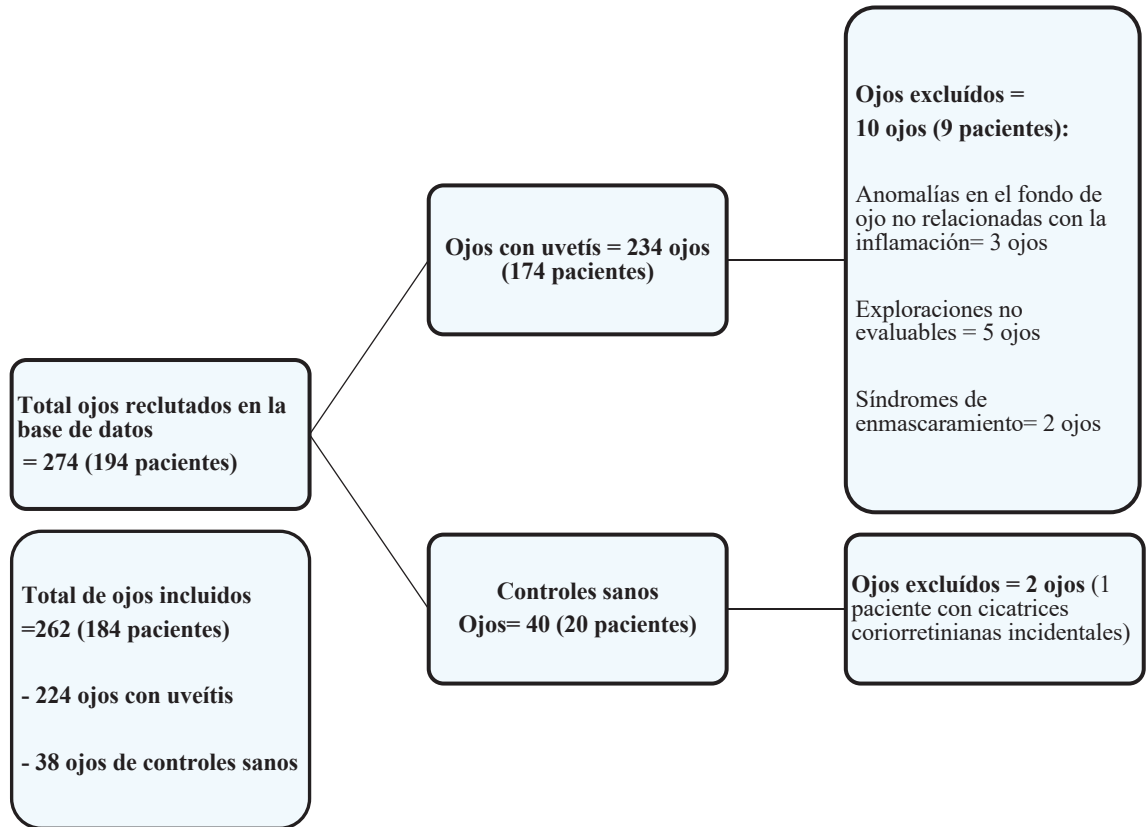 Total ojos reclutados en la
base de datos
= 274 (194 pacientes)
Total de ojos incluidos
=262 (184 pacientes)
- 224 ojos con uveítis
- 38 ojos de controles sanos
Ojos con uvetís = 234 ojos
(174 pacientes)
Controles sanos
Ojos= 40 (20 pacientes)
Ojos excluídos =
10 ojos (9 pacientes):
Anomalías en el fondo de
ojo no relacionadas con la
inflamación= 3 ojos
Exploraciones no
evaluables = 5 ojos
Síndromes de
enmascaramiento= 2 ojos
Ojos excluídos = 2 ojos (1
paciente con cicatrices
coriorretinianas incidentales)